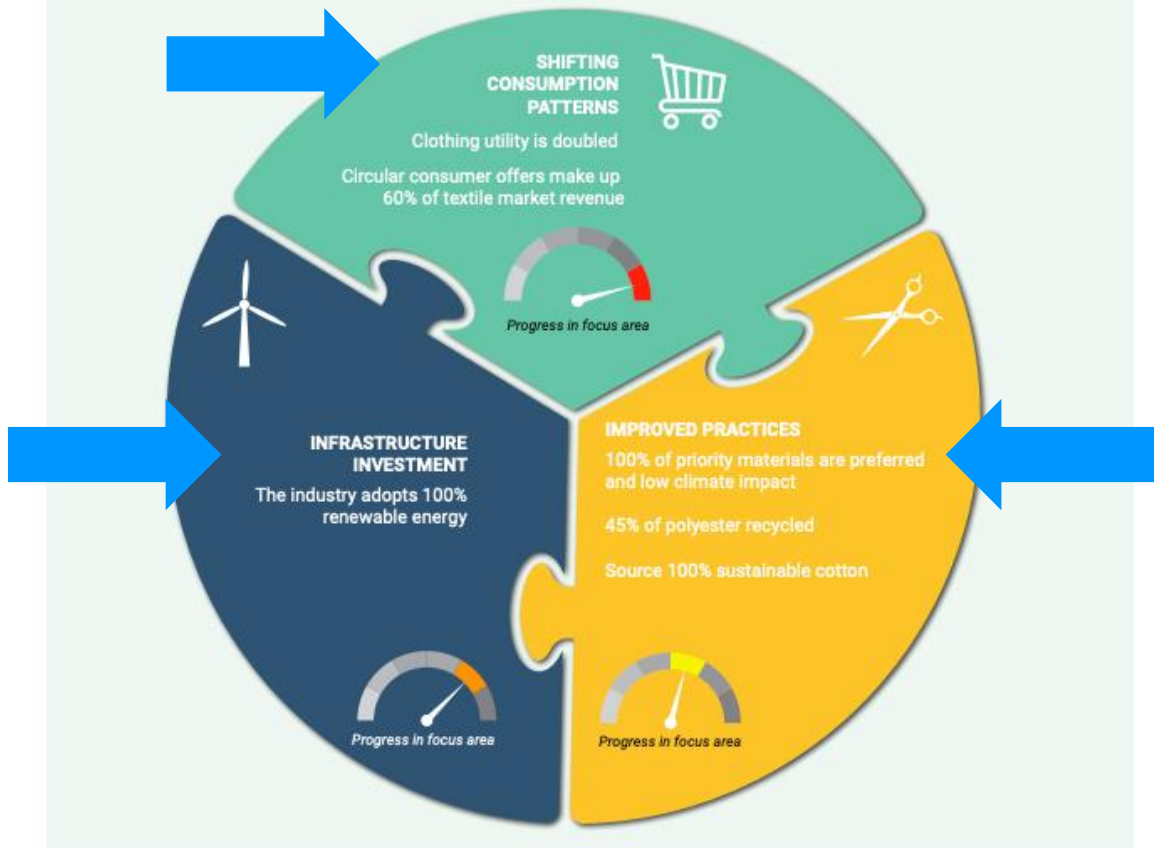 SHIFTING
CONSUMPTION
PATTERNS
Clothing utility is doubled
Circular consumer offers make up
60% of textile market revenue
Progress in focus area
INFRASTRUCTURE
INVESTMENT
The industry adopts 100%
renewable energy
Progress in focus area
IMPROVED PRACTICES
100% of priority materials are preferred
and low climate impact
45% of polyester recycled
Source 100% sustainable cotton
Progress in focus area